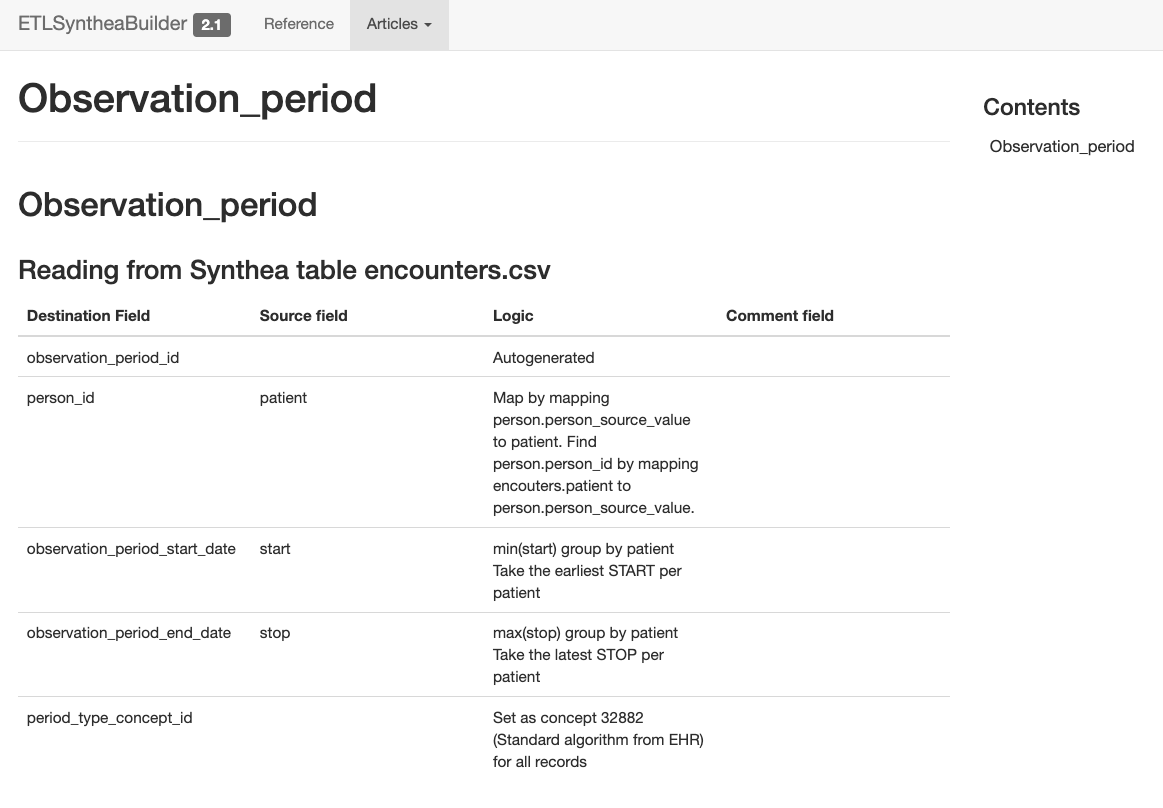 ETLSyntheaBuilder 2.1 Reference Articles
Observation_period
Contents
Observation_period
Observation_period
Reading from Synthea table encounters.csv
Destination Field Source field Logic Comment field
observation_period_id Autogenerated
person_id patient Map by mapping
person.person_source_value
to patient. Find
person.person_id by mapping
encouters.patient to
person.person_source_value.
observation_period_start_date start min(start) group by patient
Take the earliest START per
patient
observation_period_end_date stop max(stop) group by patient
Take the latest STOP per
patient
period_type_concept_id Set as concept 32882
(Standard algorithm from EHR)
for all records